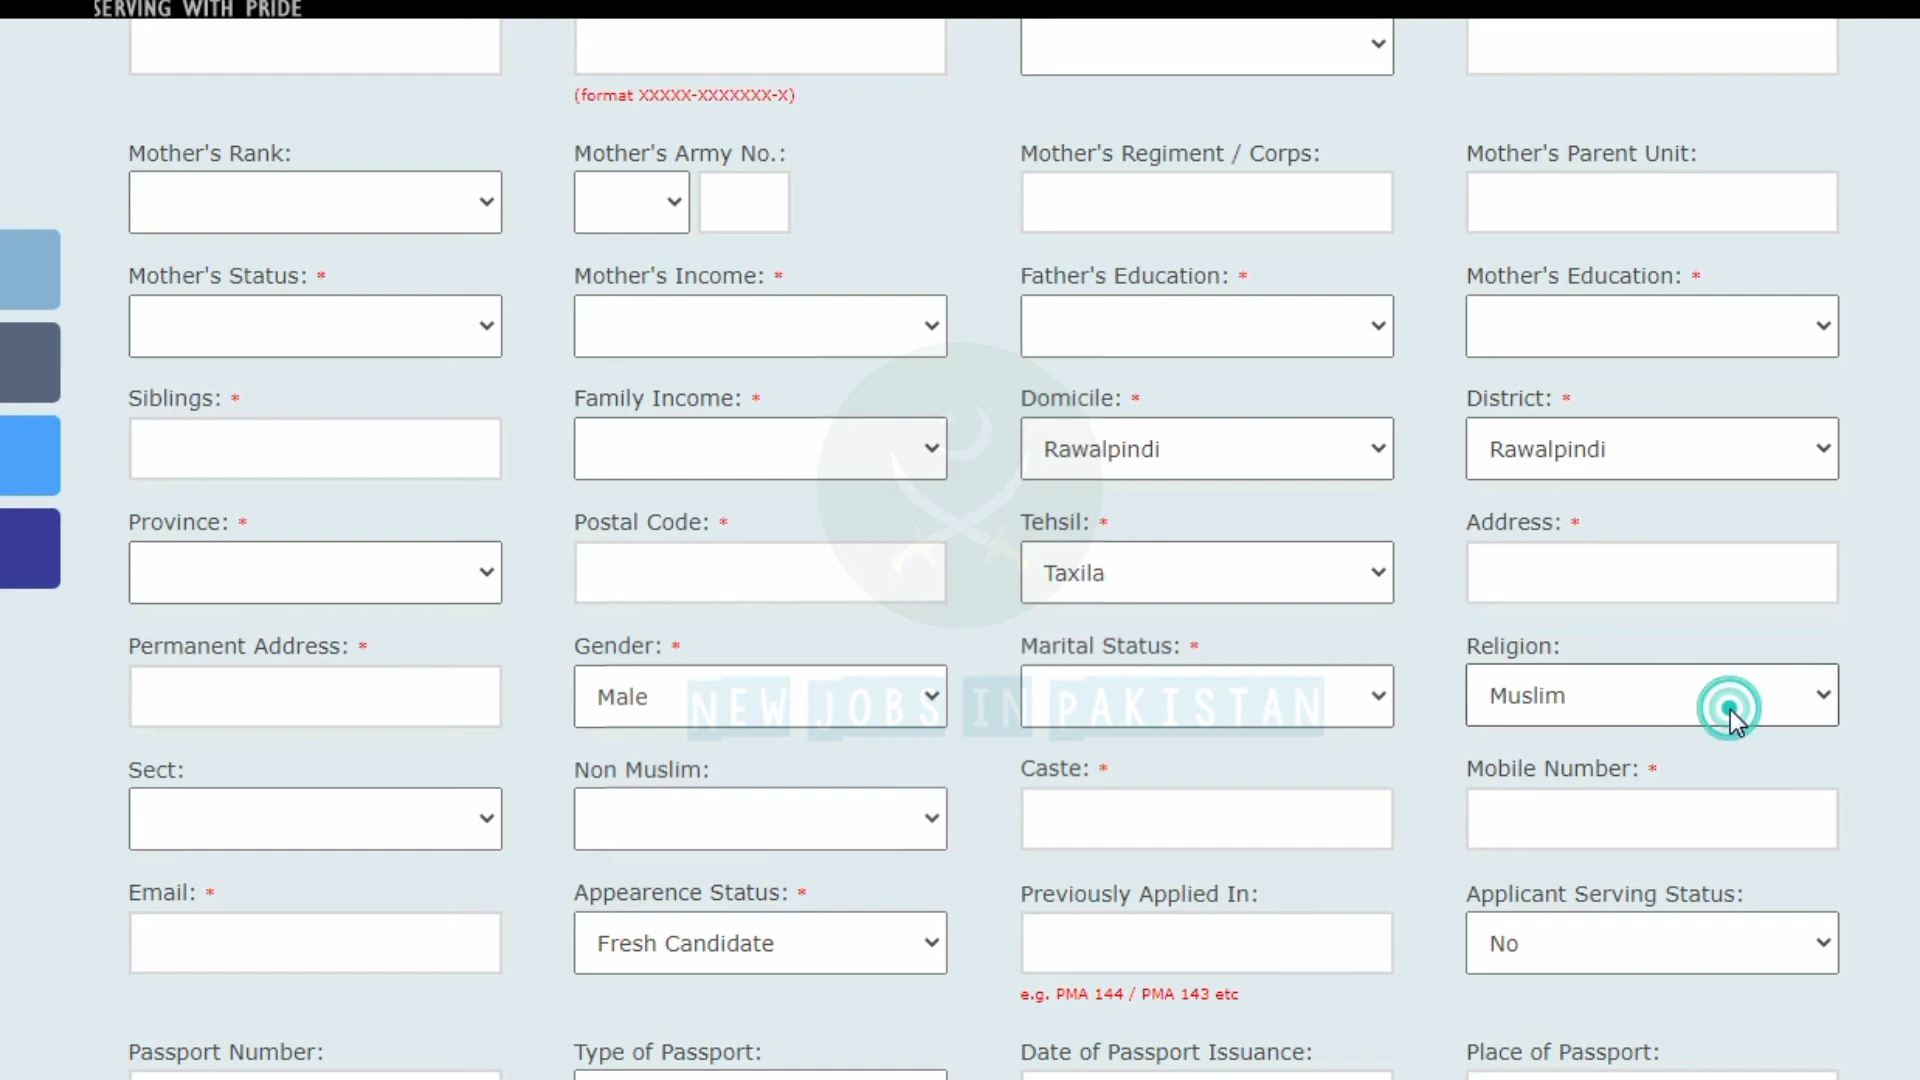 SERVING WITH PRIDE
(format XXXXX-XXXXXXX-X)
Mother's Rank: Mother's Army No.: Mother's Regiment / Corps: Mother's Parent Unit:
Mother's Status: * Mother's Income: * Father's Education: * Mother's Education: *
Siblings: * Family Income: * Domicile: * District: *
Rawalpindi Rawalpindi
Province: * Postal Code: * Tehsil: * Address: *
Taxila
Permanent Address: * Gender: * Marital Status: * Religion:
Male Muslim
NEW JOBS IN PAKISTAN
Sect: Non Muslim: Caste: * Mobile Number: *
Email: * Appearence Status: * Previously Applied In: Applicant Serving Status:
Fresh Candidate No
e.g. PMA 144 / PMA 143 etc
Passport Number: Type of Passport: Date of Passport Issuance: Place of Passport: